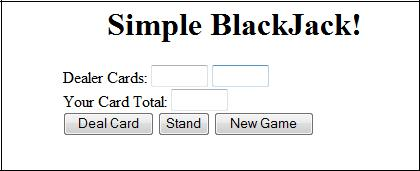 Simple BlackJack!
Dealer Cards:
Your Card Total:
Deal Card Stand New Game